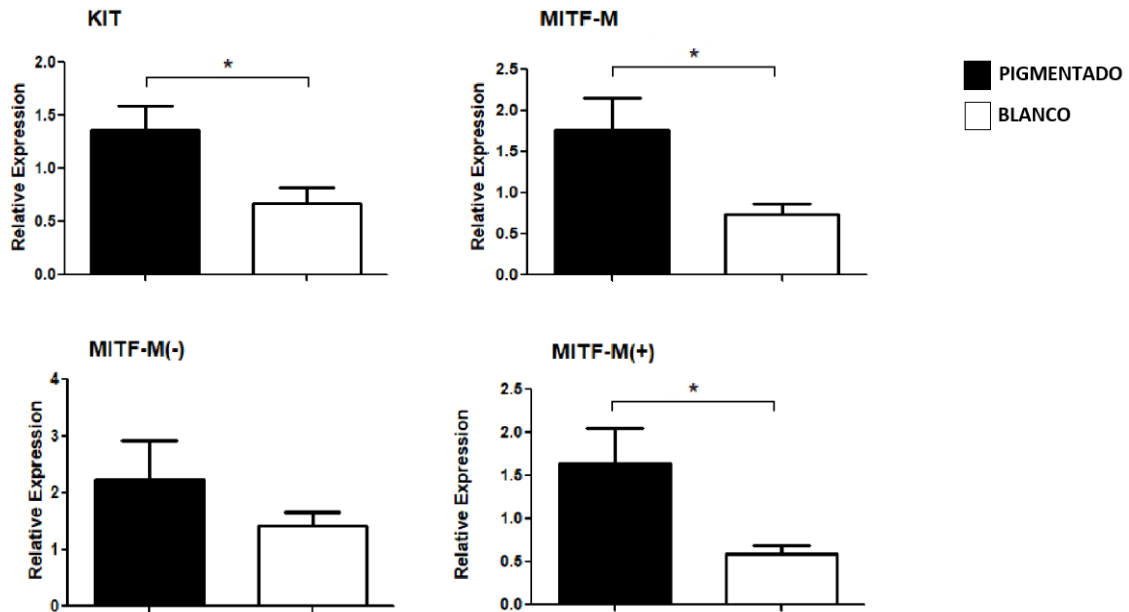 KIT
Relative Expression
2.0
1.5
1.0
0.5
0.0
*
MITF-M
Relative Expression
2.5
2.0
1.5
1.0
0.5
0.0
*
PIGMENTADO
BLANCO
MITF-M(-)
Relative Expression
4
3
2
1
0
MITF-M(+)
Relative Expression
2.5
2.0
1.5
1.0
0.5
0.0
*